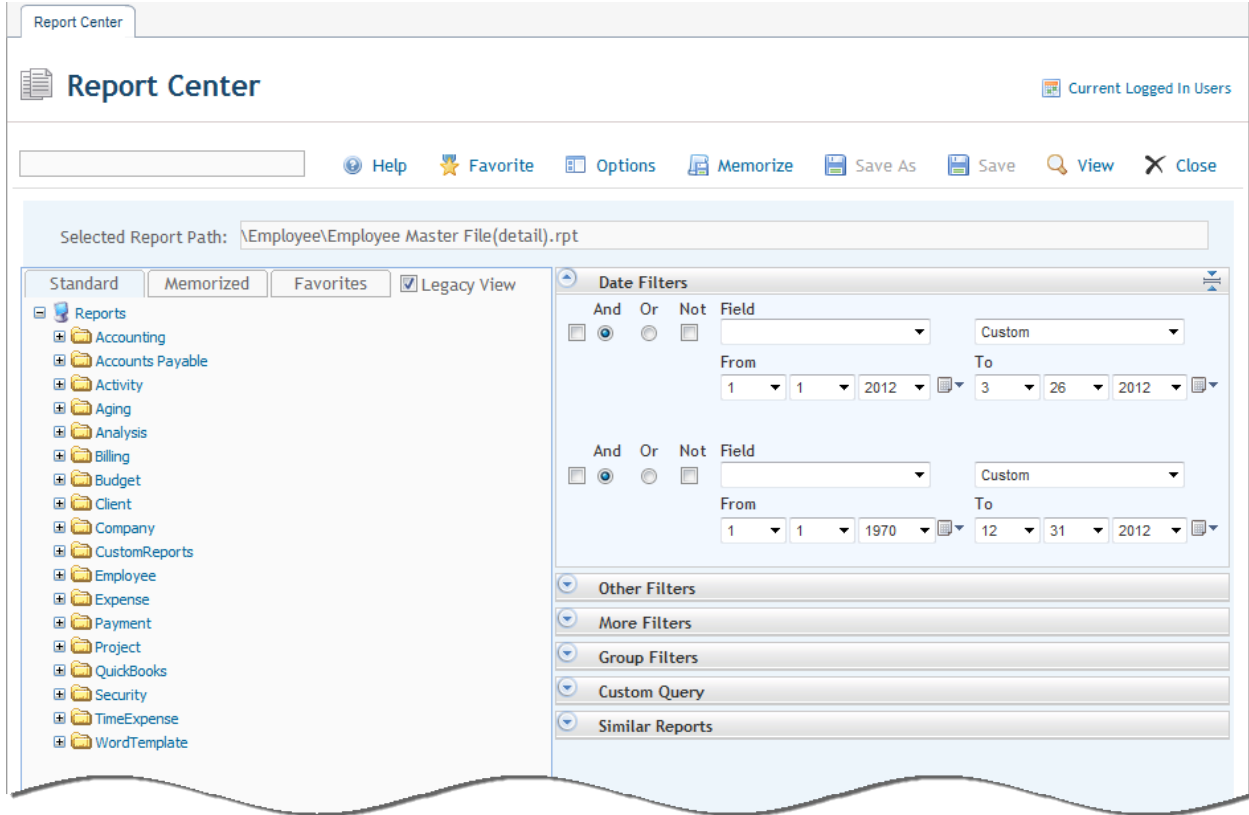 Report Center
Report Center
Current Logged In Users
Help Favorite Options Memorize Save As Save View Close
Selected Report Path: \Employee\Employee Master File(detail).rpt
Standard Memorized Favorites Legacy View
Reports
Accounting
Accounts Payable
Activity
Aging
Analysis
Billing
Budget
Client
Company
CustomReports
Employee
Expense
Payment
Project
QuickBooks
Security
TimeExpense
WordTemplate
Date Filters
And Or Not Field
Custom
From To
1 1 2012 3 26 2012
And Or Not Field
Custom
From To
1 1 1970 12 31 2012
Other Filters
More Filters
Group Filters
Custom Query
Similar Reports